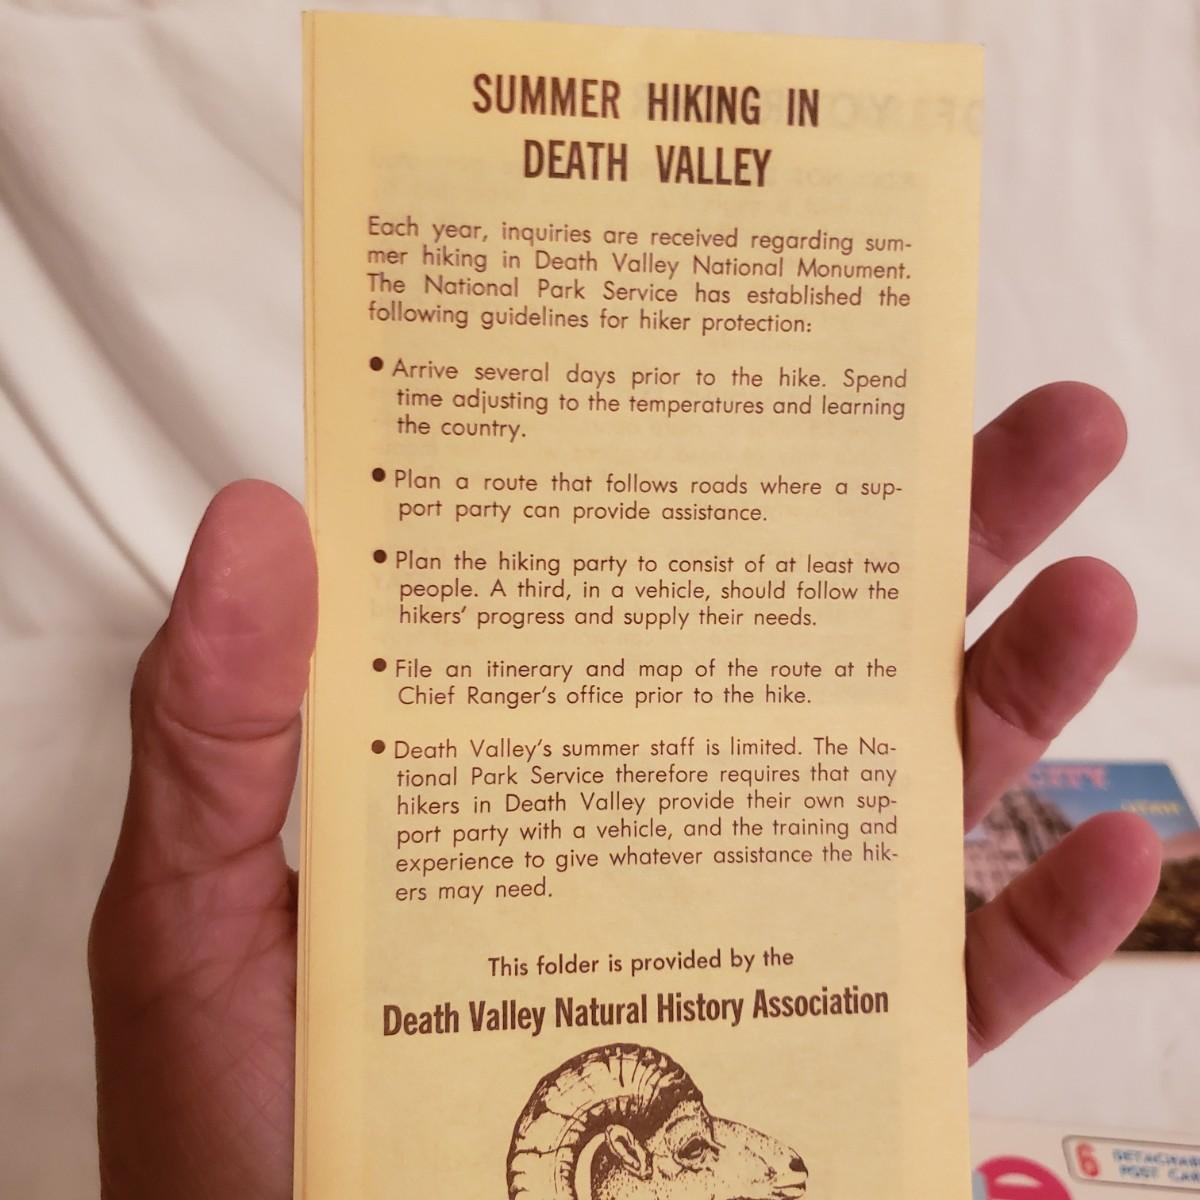 SUMMER HIKING IN
DEATH VALLEY
Each year, inquiries are received regarding sum-
mer hiking in Death Valley National Monument.
The National Park Service has established the
following guidelines for hiker protection:
● Arrive several days prior to the hike. Spend
time adjusting to the temperatures and learning
the country.
● Plan a route that follows roads where a sup-
port party can provide assistance.
● Plan the hiking party to consist of at least two
people. A third, in a vehicle, should follow the
hikers' progress and supply their needs.
● File an itinerary and map of the route at the
Chief Ranger's office prior to the hike.
● Death Valley's summer staff is limited. The Na-
tional Park Service therefore requires that any
hikers in Death Valley provide their own sup-
port party with a vehicle, and the training and
experience to give whatever assistance the hik-
ers may need.
This folder is provided by the
Death Valley Natural History Association
CITY
UTAH
6 DETACHAB
POST CA